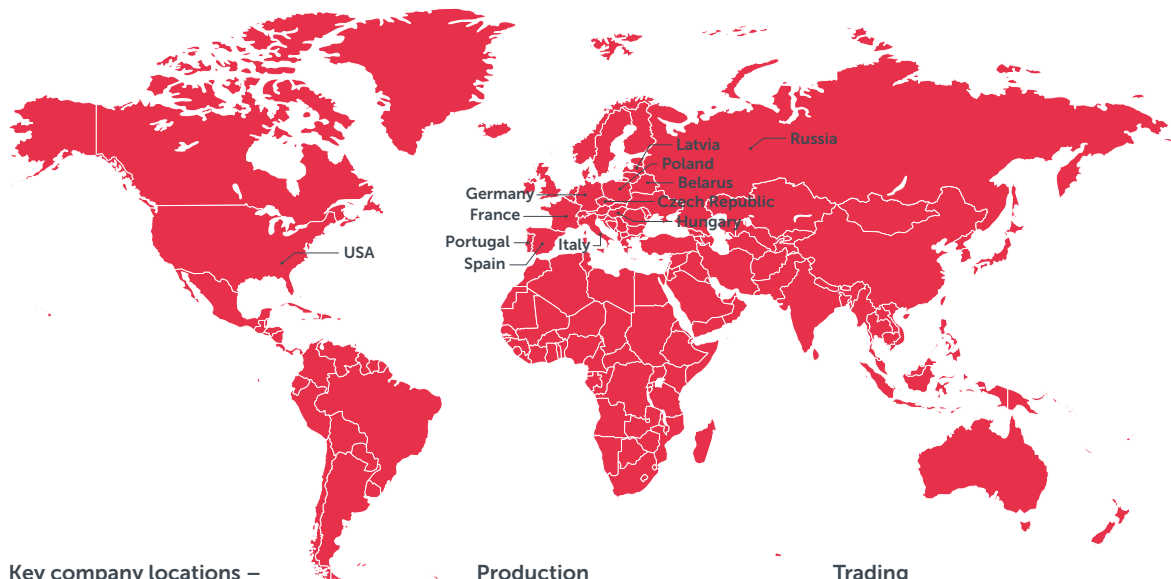 Latvia
Russia
Poland
Belarus
Germany
Czech Republic
France
Hungary
Portugal
Italy
USA
Spain
Key company locations –
Production
Trading